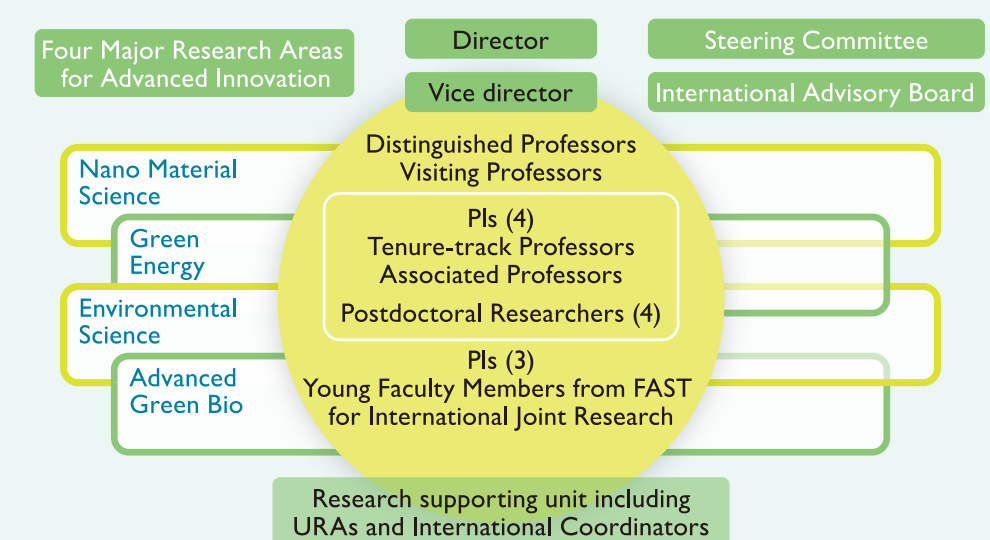 Four Major Research Areas
for Advanced Innovation
Director
Vice director
Steering Committee
International Advisory Board
Nano Material
Science
Green
Energy
Environmental
Science
Advanced
Green Bio
Distinguished Professors
Visiting Professors
PIs (4)
Tenure-track Professors
Associated Professors
Postdoctoral Researchers (4)
PIs (3)
Young Faculty Members from FAST
for International Joint Research
Research supporting unit including
URAs and International Coordinators